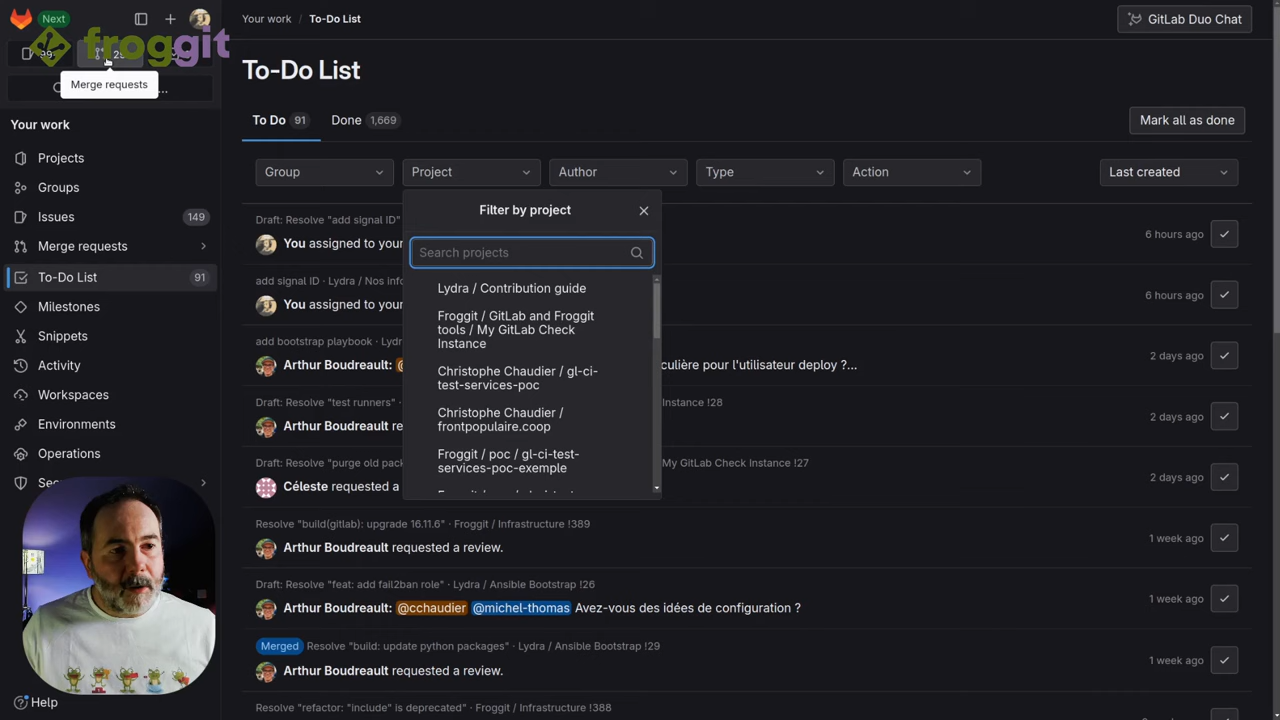 Next
froggit
99+
25
Merge requests
...
Your work
Projects
Groups
Issues 149
Merge requests
To-Do List 91
Milestones
Snippets
Activity
Workspaces
Environments
Operations
Help
Your work / To-Do List
GitLab Duo Chat
To-Do List
To Do 91 Done 1,669
Mark all as done
Group Project Author Type Action Last created
Filter by project
Search projects
Lydra / Contribution guide
Froggit / GitLab and Froggit
tools / My GitLab Check
Instance
Christophe Chaudier / gl-ci-
test-services-poc
Christophe Chaudier /
frontpopulaire.coop
Froggit / poc / gl-ci-test-
services-poc-exemple
Draft: Resolve "add signal ID"
You assigned to your
6 hours ago
add signal ID · Lydra / Nos info
You assigned to your
6 hours ago
add bootstrap playbook · Lydr
Arthur Boudreault: culière pour l'utilisateur deploy ?...
2 days ago
Draft: Resolve "test runners" · Instance !28
Arthur Boudreault re
2 days ago
Draft: Resolve "purge old pack My GitLab Check Instance !27
Céleste requested a
2 days ago
Resolve "build(gitlab): upgrade 16.11.6" · Froggit / Infrastructure !389
Arthur Boudreault requested a review.
1 week ago
Draft: Resolve "feat: add fail2ban role" · Lydra / Ansible Bootstrap !26
Arthur Boudreault: @cchaudier @michel-thomas Avez-vous des idées de configuration ?
1 week ago
Merged Resolve "build: update python packages" · Lydra / Ansible Bootstrap !29
Arthur Boudreault requested a review.
1 week ago
Resolve "refactor: "include" is deprecated" · Froggit / Infrastructure !388